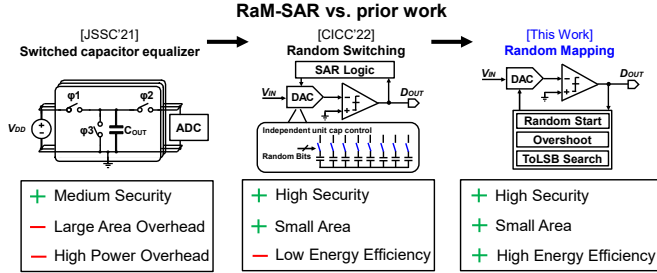 RaM-SAR vs. prior work
[JSSC'21]
Switched capacitor equalizer
φ1
φ2
φ3
VDD
COUT
ADC
+ Medium Security
− Large Area Overhead
− High Power Overhead
[CICC'22]
Random Switching
SAR Logic
VIN
DAC
DOUT
Independent unit cap control
Random Bits
+ High Security
+ Small Area
− Low Energy Efficiency
[This Work]
Random Mapping
VIN
DAC
DOUT
Random Start
Overshoot
ToLSB Search
+ High Security
+ Small Area
+ High Energy Efficiency